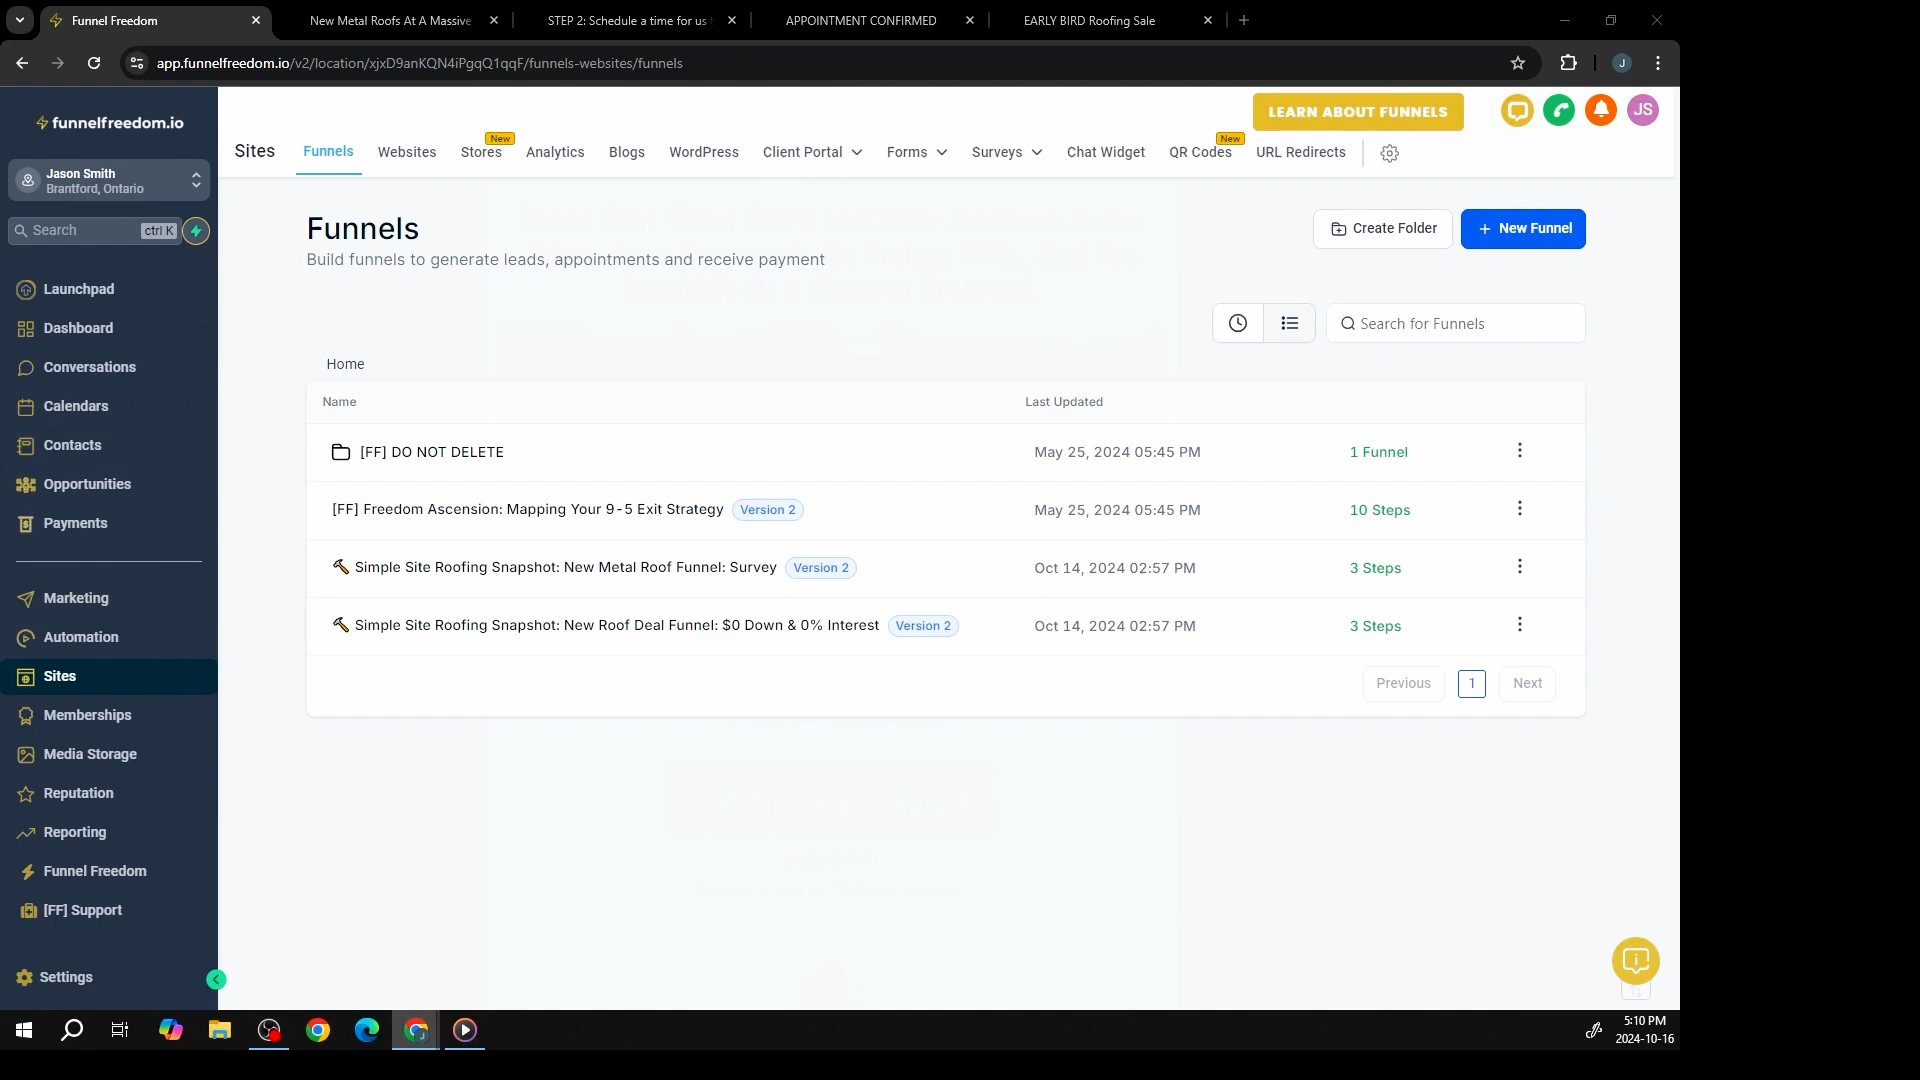 Funnel Freedom
New Metal Roofs At A Massive
STEP 2: Schedule a time for us
APPOINTMENT CONFIRMED
EARLY BIRD Roofing Sale
app.funnelfreedom.io/v2/location/xjxD9anKQN4iPgqQ1qqF/funnels-websites/funnels
J
funnelfreedom.io
LEARN ABOUT FUNNELS
JS
Sites
Funnels
Websites
Stores
New
Analytics
Blogs
WordPress
Client Portal
Forms
Surveys
Chat Widget
QR Codes
New
URL Redirects
Jason Smith
Brantford, Ontario
Search
ctrl K
Launchpad
Dashboard
Conversations
Calendars
Contacts
Opportunities
Payments
Marketing
Automation
Sites
Memberships
Media Storage
Reputation
Reporting
Funnel Freedom
[FF] Support
Settings
Funnels
Build funnels to generate leads, appointments and receive payment
Create Folder
+ New Funnel
Search for Funnels
Home
Name Last Updated
[FF] DO NOT DELETE May 25, 2024 05:45 PM 1 Funnel
[FF] Freedom Ascension: Mapping Your 9-5 Exit Strategy Version 2 May 25, 2024 05:45 PM 10 Steps
Simple Site Roofing Snapshot: New Metal Roof Funnel: Survey Version 2 Oct 14, 2024 02:57 PM 3 Steps
Simple Site Roofing Snapshot: New Roof Deal Funnel: $0 Down & 0% Interest Version 2 Oct 14, 2024 02:57 PM 3 Steps
Previous 1 Next
5:10 PM
2024-10-16